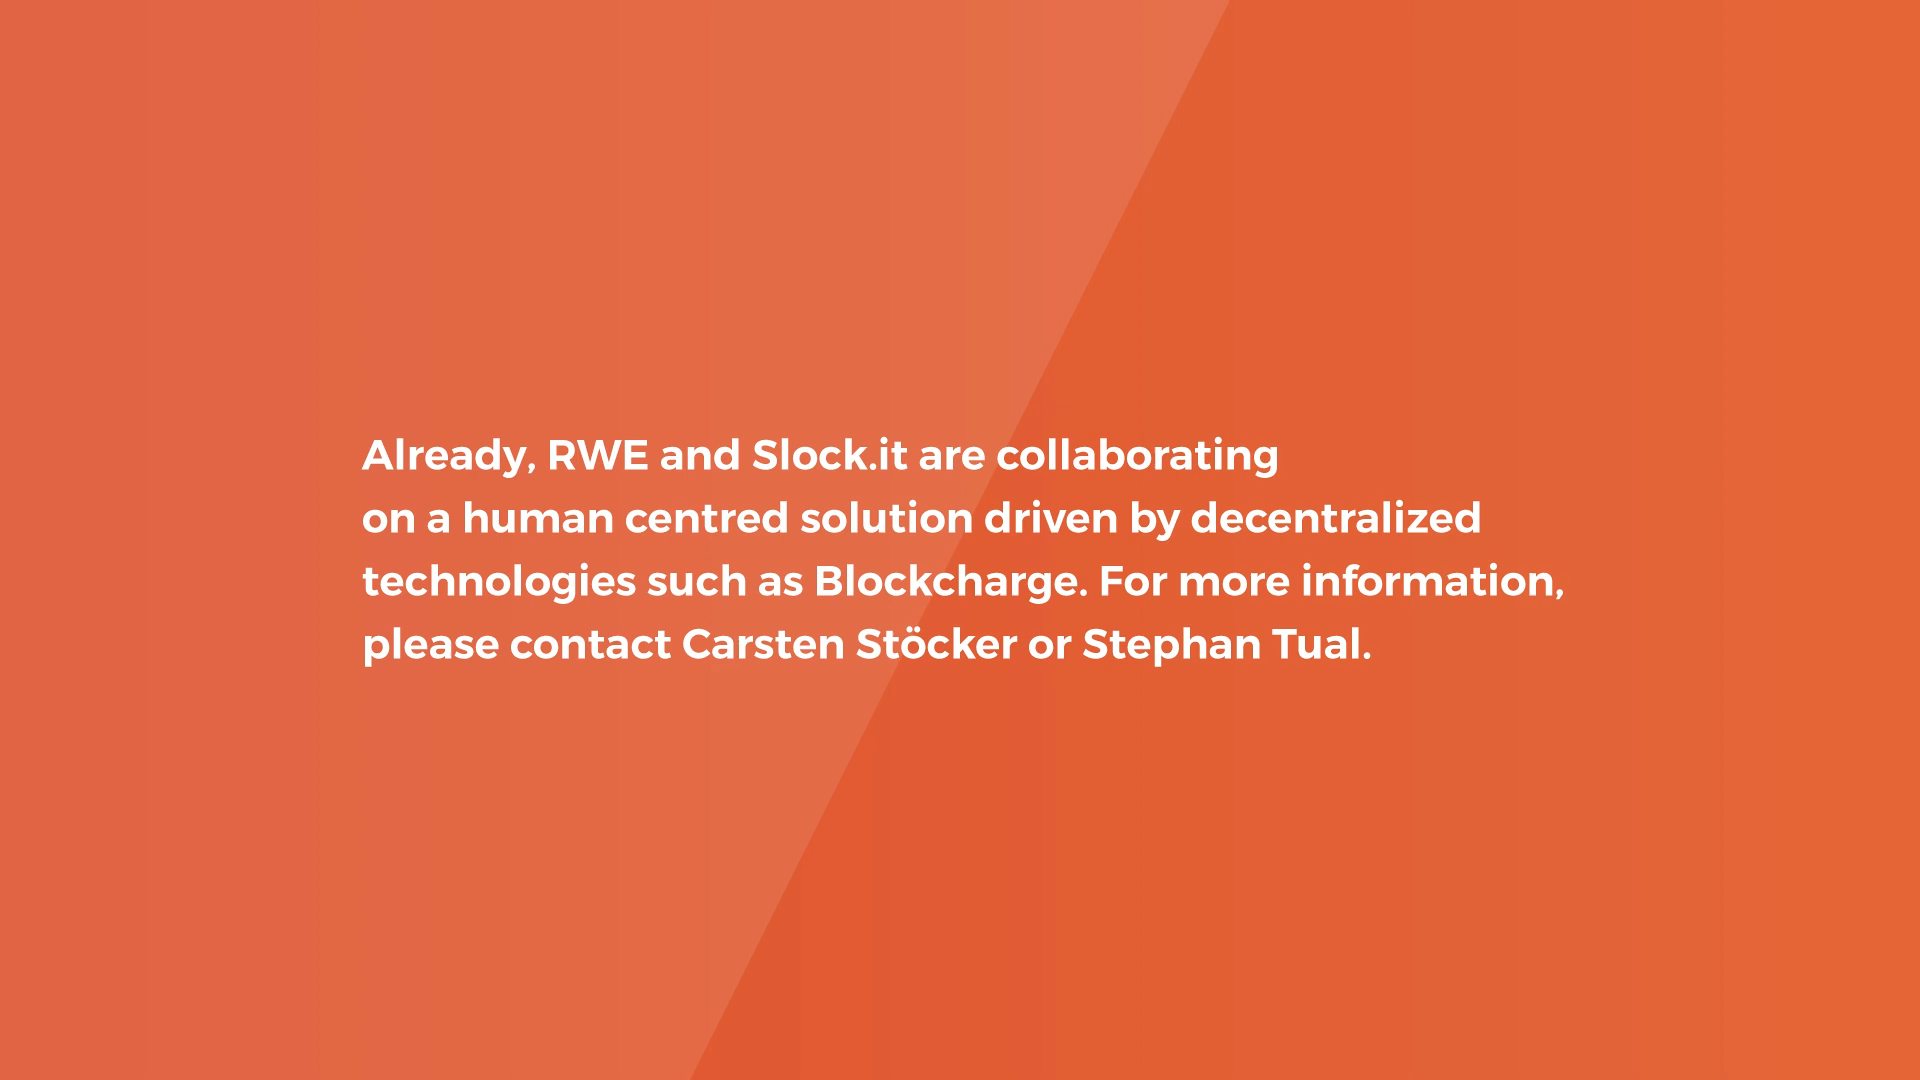 Already, RWE and Slock.it are collaborating
on a human centred solution driven by decentralized
technologies such as Blockcharge. For more information,
please contact Carsten Stöcker or Stephan Tual.